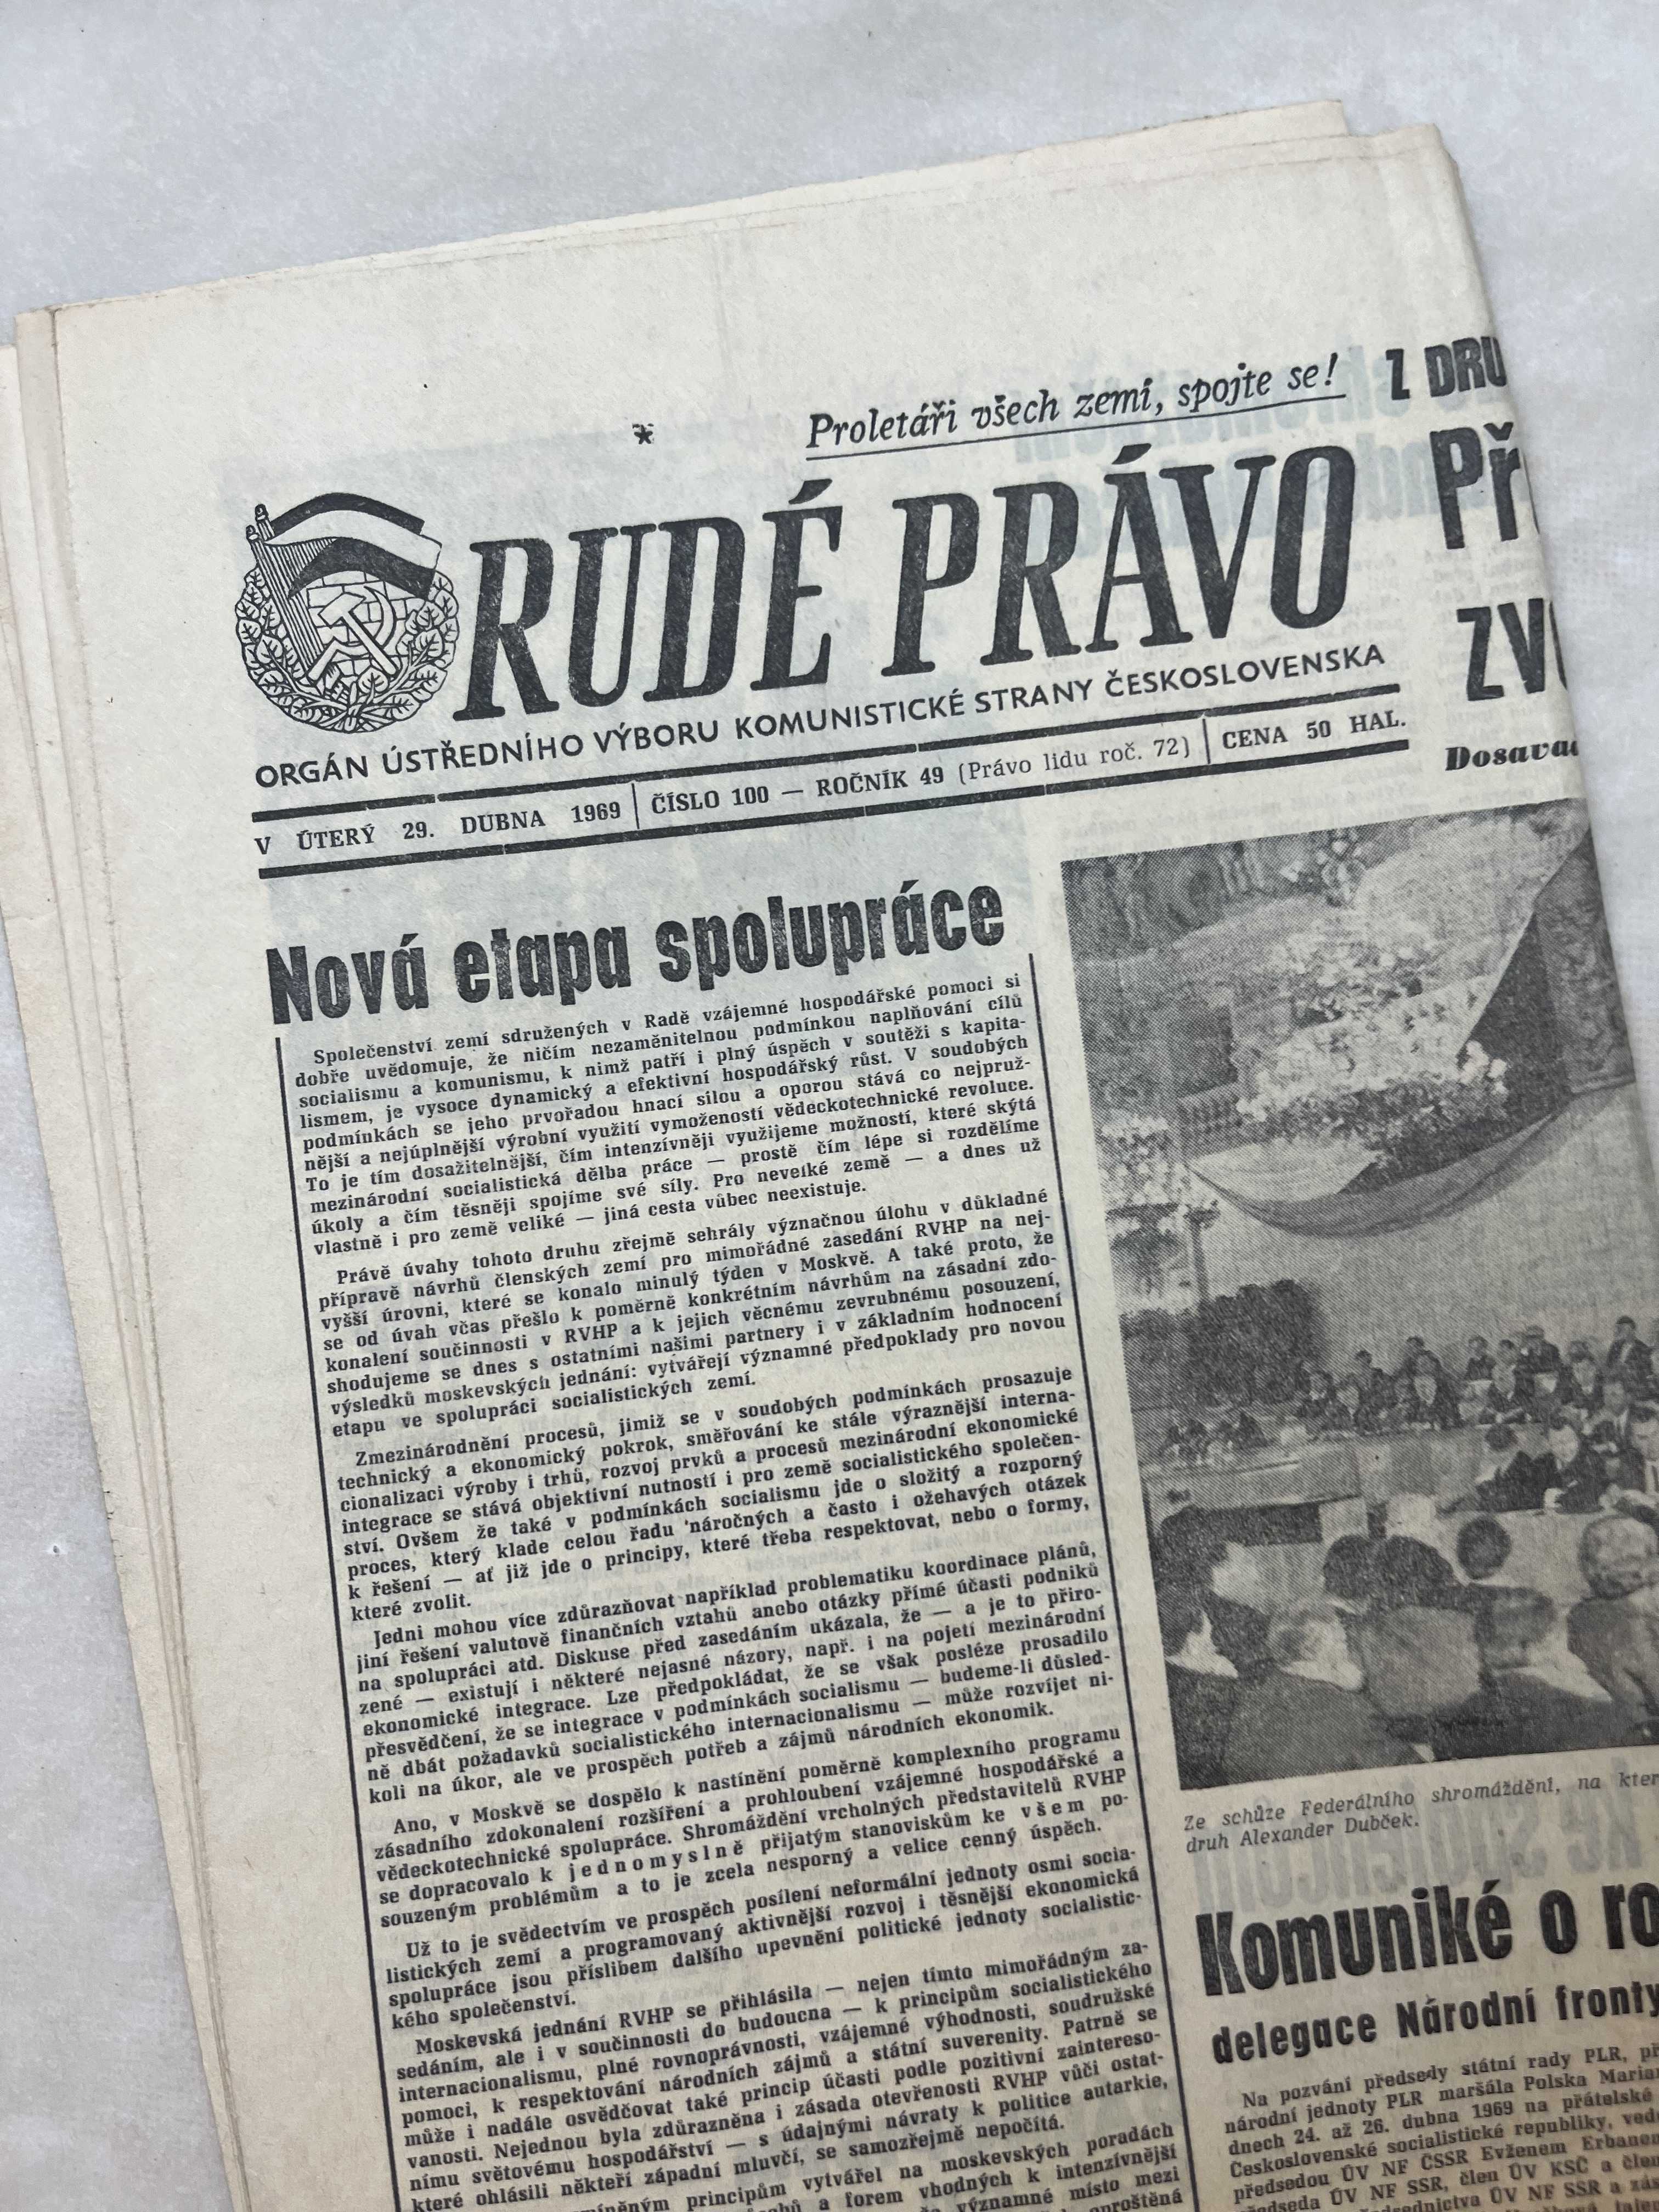 Proletáři všech zemí, spojte se!
RUDÉ PRÁVO
ORGÁN ÚSTŘEDNÍHO VÝBORU KOMUNISTICKÉ STRANY ČESKOSLOVENSKA
V ÚTERÝ 29. DUBNA 1969 ČÍSLO 100 — ROČNÍK 49 (Právo lidu roč. 72) CENA 50 HAL.
Nová etapa spolupráce
Společenství zemí sdružených v Radě vzájemné hospodářské pomoci si
dobře uvědomuje, že ničím nezaměnitelnou podmínkou naplňování cílů
socialismu a komunismu, k nimž patří i plný úspěch v soutěži s kapita-
lismem, je vysoce dynamický a efektivní hospodářský růst. V soudobých
podmínkách se jeho prvořadou hnací silou a oporou stává co nejpruž-
nější a nejúplnější výrobní využití vymožeností vědeckotechnické revoluce.
To je tím dosažitelnější, čím intenzívněji využijeme možností, které skýtá
mezinárodní socialistická dělba práce — prostě čím lépe si rozdělíme
úkoly a čím těsněji spojíme své síly. Pro neveiké země — a dnes už
vlastně i pro země veliké — jiná cesta vůbec neexistuje.
Právě úvahy tohoto druhu zřejmě sehrály význačnou úlohu v důkladné
přípravě návrhů členských zemí pro mimořádné zasedání RVHP na nej-
vyšší úrovni, které se konalo minulý týden v Moskvě. A také proto, že
se od úvah včas přešlo k poměrně konkrétním návrhům na zásadní zdo-
konalení součinnosti v RVHP a k jejich věcnému zevrubnému posouzení,
shodujeme se dnes s ostatními našimi partnery i v základním hodnocení
výsledků moskevských jednání: vytvářejí významné předpoklady pro novou
etapu ve spolupráci socialistických zemí.
Zmezinárodnění procesů, jimiž se v soudobých podmínkách prosazuje
technický a ekonomický pokrok, směřování ke stále výraznější interna-
cionalizaci výroby i trhů, rozvoj prvků a procesů mezinárodní ekonomické
integrace se stává objektivní nutností i pro země socialistického společen-
ství. Ovšem že také v podmínkách socialismu jde o složitý a rozporný
proces, který klade celou řadu náročných a často i ožehavých otázek
k řešení — ať již jde o principy, které třeba respektovat, nebo o formy,
které zvolit.
Jedni mohou více zdůrazňovat například problematiku koordinace plánů,
jiní řešení valutově finančních vztahů anebo otázky přímé účasti podniků
na spolupráci atd. Diskuse před zasedáním ukázala, že — a je to přiro-
zené — existují i některé nejasné názory, např. i na pojetí mezinárodní
ekonomické integrace. Lze předpokládat, že se však posléze prosadilo
přesvědčení, že se integrace v podmínkách socialismu — budeme-li důsled-
ně dbát požadavků socialistického internacionalismu — může rozvíjet ni-
koli na úkor, ale ve prospěch potřeb a zájmů národních ekonomik.
Ano, v Moskvě se dospělo k nastínění poměrně komplexního programu
zásadního zdokonalení rozšíření a prohloubení vzájemné hospodářské a
vědeckotechnické spolupráce. Shromáždění vrcholných představitelů RVHP
se dopracovalo k jednomyslně přijatým stanoviskům ke všem po-
souzeným problémům a to je zcela nesporný a velice cenný úspěch.
Už to je svědectvím ve prospěch posílení neformální jednoty osmi socia-
listických zemí a programovaný aktivnější rozvoj i těsnější ekonomická
spolupráce jsou příslibem dalšího upevnění politické jednoty socialistic-
kého společenství.
Moskevská jednání RVHP se přihlásila — nejen tímto mimořádným za-
sedáním, ale i v součinnosti do budoucna — k principům socialistického
internacionalismu, plné rovnoprávnosti, vzájemné výhodnosti, soudružské
pomoci, k respektování národních zájmů a státní suverenity. Patrně se
může i nadále osvědčovat také princip účasti podle pozitivní zaintereso-
vanosti. Nejednou byla zdůrazněna i zásada otevřenosti RVHP vůči ostat-
nímu světovému hospodářství — s údajnými návraty k politice autarkie,
které ohlásili někteří západní mluvčí, se samozřejmě nepočítá.
principům vytvářel na moskevských poradách
a forem vhodných k intenzívnější
významné místo mezi
oproštěná
Z DRU
Př
ZV
Dosavad
Ze schůze Federálního shromáždění, na kter
druh Alexander Dubček.
Komuniké o ro
delegace Národní fronty
Na pozvání předsedy státní rady PLR, př
národní jednoty PLR maršála Polska Marian
dnech 24. až 26. dubna 1969 na přátelské
Československé socialistické republiky, vede
předsedou ÚV NF ČSSR Evženem Erbanem
předseda ÚV NF SSR, člen ÚV KSČ a člen
předsednictva ÚV NF SSR a zás